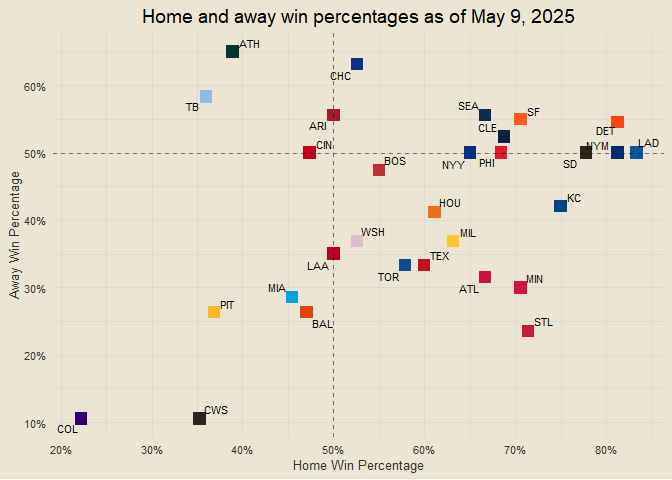 Home and away win percentages as of May 9, 2025
ATH
CHC
60%
TB
SEA
SF
ARI
CLE
DET
CIN
NYM
LAD
50%
BOS
NYY
PHI
SD
KC
HOU
40%
WSH
MIL
LAA
TEX
TOR
MIN
MIA
ATL
30%
PIT
BAL
STL
20%
CWS
COL
10%
20%
30%
40%
50%
60%
70%
80%
Home Win Percentage
Away Win Percentage